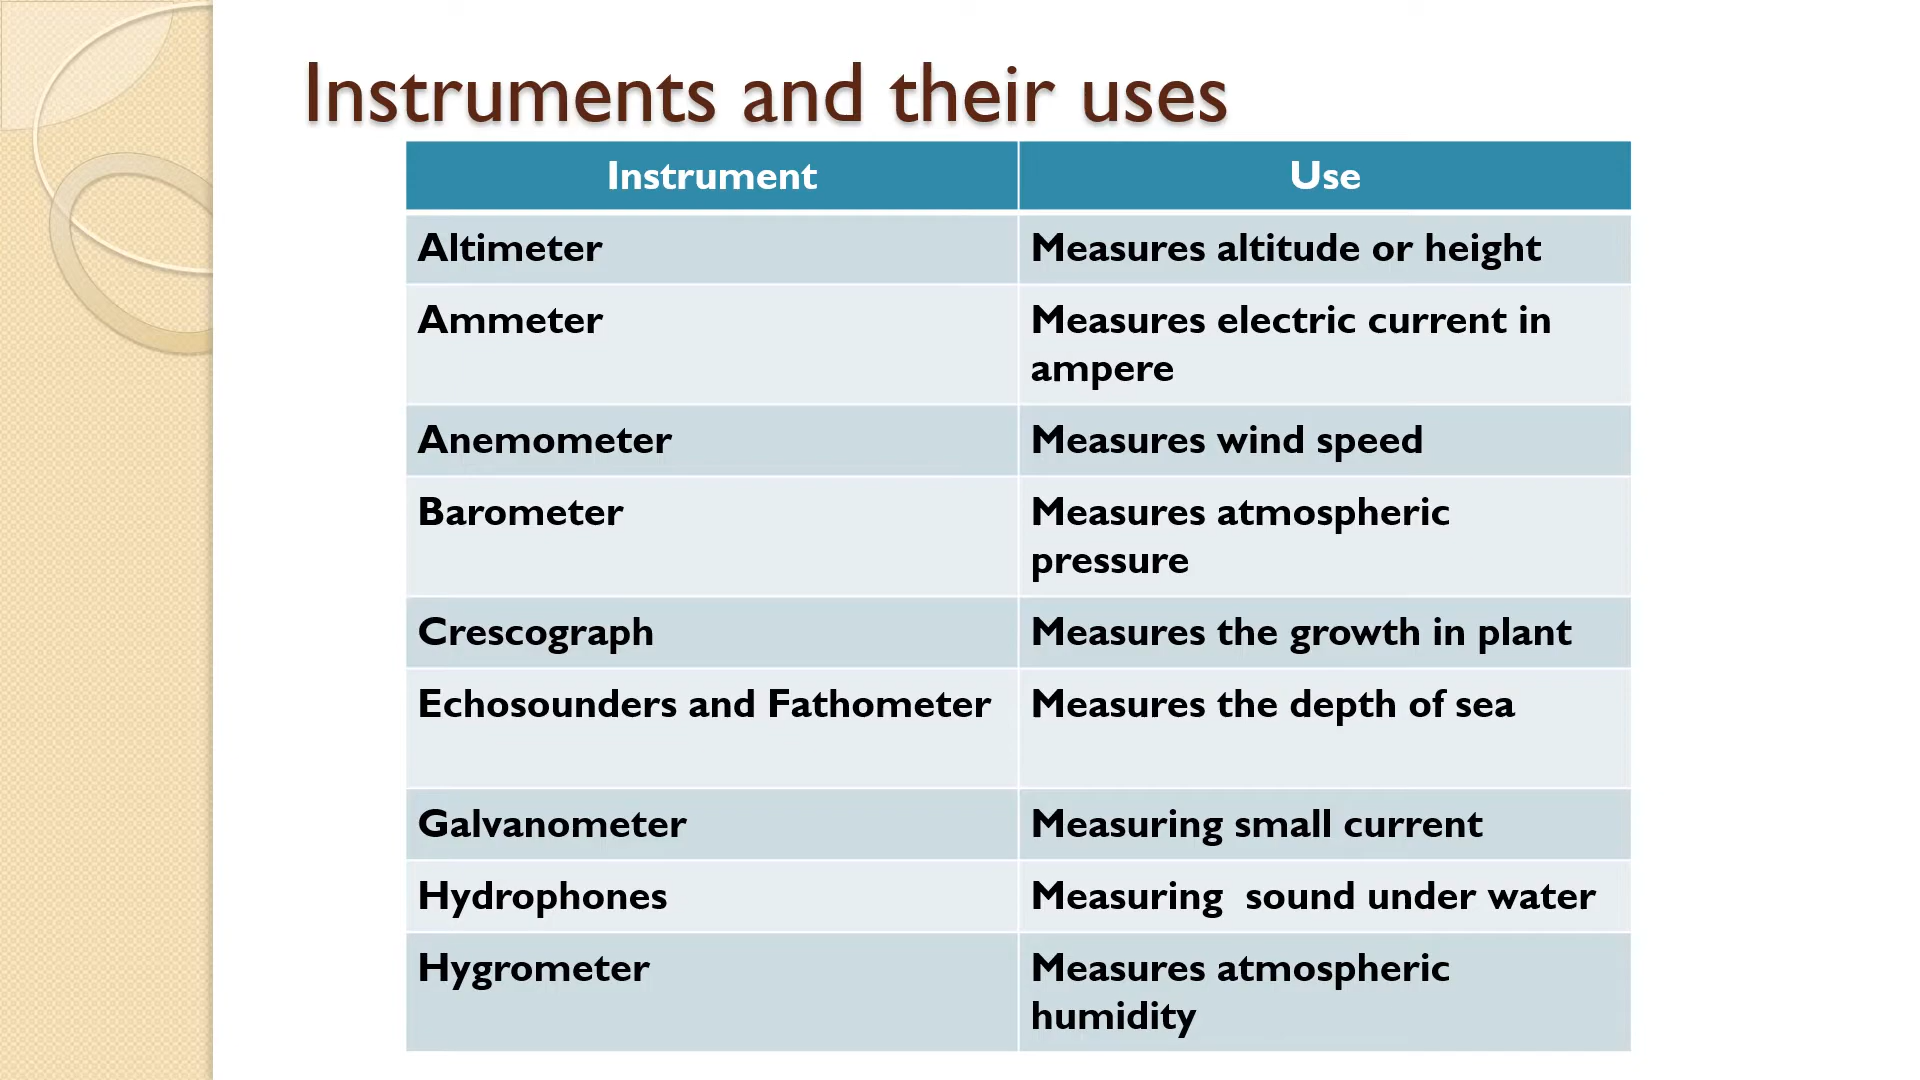 Instruments and their uses
Instrument Use
Altimeter Measures altitude or height
Ammeter Measures electric current in
ampere
Anemometer Measures wind speed
Barometer Measures atmospheric
pressure
Crescograph Measures the growth in plant
Echosounders and Fathometer Measures the depth of sea
Galvanometer Measuring small current
Hydrophones Measuring  sound under water
Hygrometer Measures atmospheric
humidity